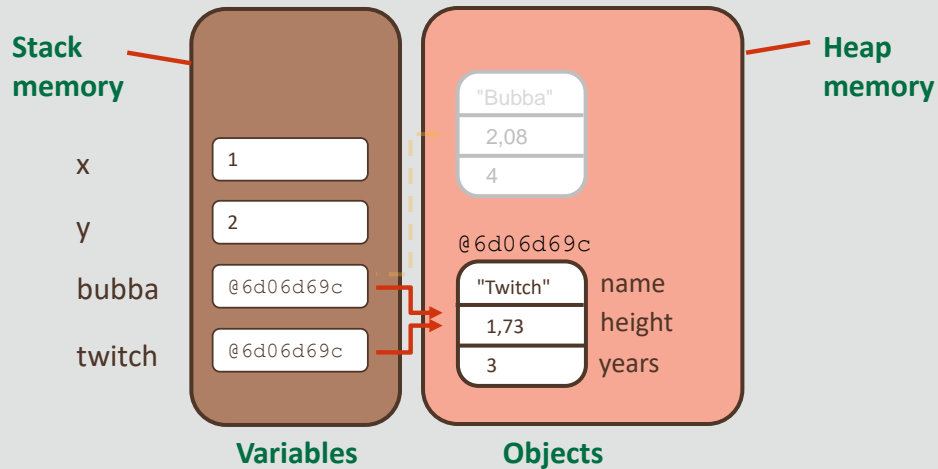 Stack
memory
Heap
memory
"Bubba"
2,08
4
x
1
y
2
@6d06d69c
bubba
@6d06d69c
"Twitch"
name
1,73
height
twitch
@6d06d69c
3
years
Variables
Objects